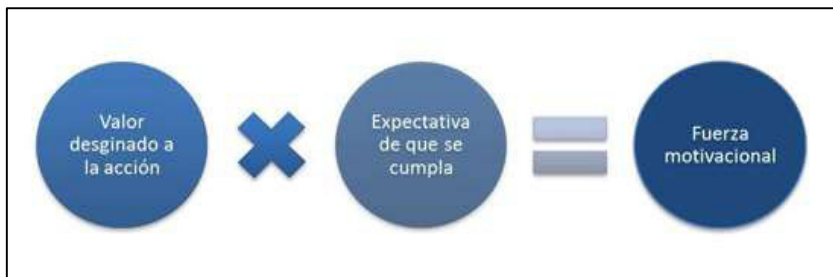 Valor
desginado a
la acción
Expectativa
de que se
cumpla
Fuerza
motivacional